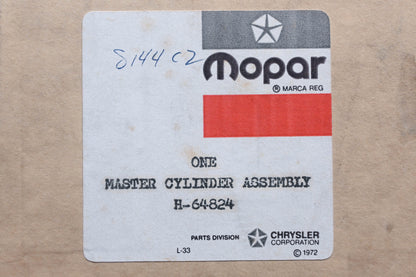 8144 C2
mopar
® MARCA REG
ONE
MASTER CYLINDER ASSEMBLY
H-64824
PARTS DIVISION CHRYSLER CORPORATION
L-33
© 1972